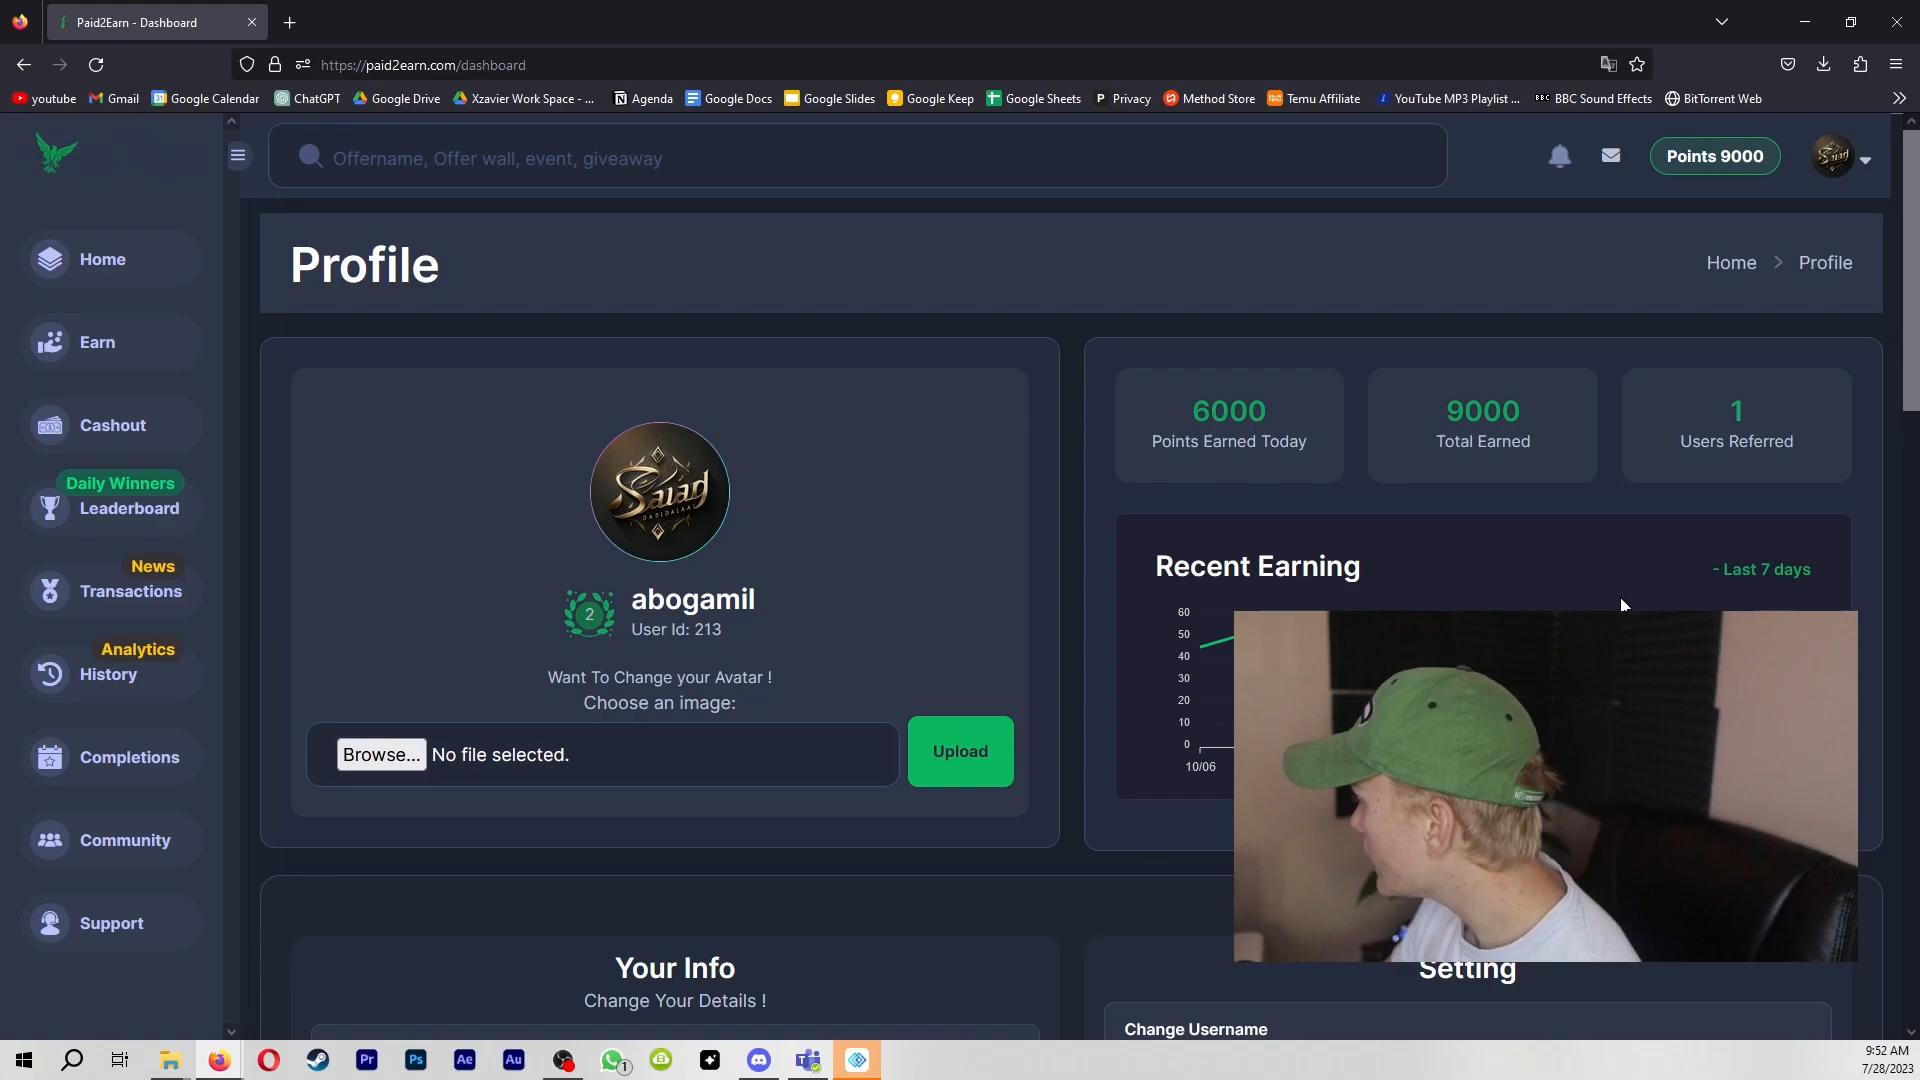 Paid2Earn - Dashboard
https://paid2earn.com/dashboard
youtube
Gmail
Google Calendar
ChatGPT
Google Drive
Xzavier Work Space - ...
Agenda
Google Docs
Google Slides
Google Keep
Google Sheets
Privacy
Method Store
Temu Affiliate
YouTube MP3 Playlist ...
BBC Sound Effects
BitTorrent Web
Offername, Offer wall, event, giveaway
Points 9000
Home
Earn
Cashout
Daily Winners
Leaderboard
News
Transactions
Analytics
History
Completions
Community
Support
Profile
Home > Profile
2
abogamil
User Id: 213
Want To Change your Avatar !
Choose an image:
Browse... No file selected.
Upload
6000
Points Earned Today
9000
Total Earned
1
Users Referred
Recent Earning
- Last 7 days
60
50
40
30
20
10
0
10/06
Your Info
Change Your Details !
Setting
Change Username
Pr
Ps
Ae
Au
1
9:52 AM
7/28/2023